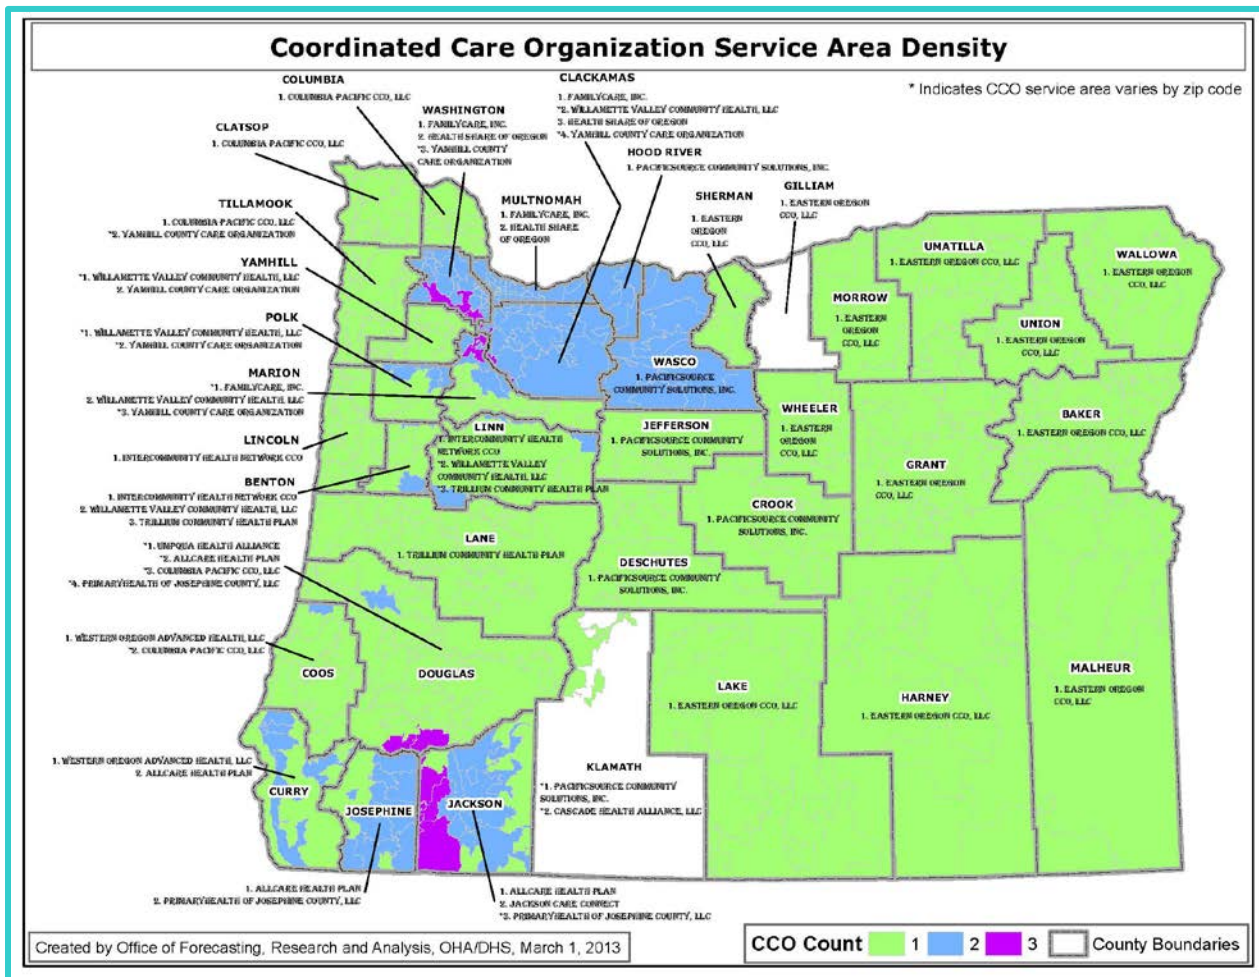 Coordinated Care Organization Service Area Density
* Indicates CCO service area varies by zip code
COLUMBIA
1. COLUMBIA PACIFIC CCO, LLC
CLATSOP
1. COLUMBIA PACIFIC CCO, LLC
WASHINGTON
1. FAMILYCARE, INC.
2. HEALTH SHARE OF OREGON
*3. YAMHILL COUNTY
CARE ORGANIZATION
CLACKAMAS
1. FAMILYCARE, INC.
*2. WILLAMETTE VALLEY COMMUNITY HEALTH, LLC
3. HEALTH SHARE OF OREGON
*4. YAMHILL COUNTY CARE ORGANIZATION
HOOD RIVER
1. PACIFICSOURCE COMMUNITY SOLUTIONS, INC.
MULTNOMAH
1. FAMILYCARE, INC.
2. HEALTH SHARE
OF OREGON
SHERMAN
1. EASTERN
OREGON
CCO, LLC
GILLIAM
1. EASTERN OREGON
CCO, LLC
TILLAMOOK
1. COLUMBIA PACIFIC CCO, LLC
*2. YAMHILL COUNTY CARE ORGANIZATION
YAMHILL
*1. WILLAMETTE VALLEY COMMUNITY HEALTH, LLC
2. YAMHILL COUNTY CARE ORGANIZATION
POLK
*1. WILLAMETTE VALLEY COMMUNITY HEALTH, LLC
*2. YAMHILL COUNTY CARE ORGANIZATION
MARION
*1. FAMILYCARE, INC.
2. WILLAMETTE VALLEY COMMUNITY HEALTH, LLC
*3. YAMHILL COUNTY CARE ORGANIZATION
LINCOLN
1. INTERCOMMUNITY HEALTH NETWORK CCO
BENTON
1. INTERCOMMUNITY HEALTH NETWORK CCO
2. WILLAMETTE VALLEY COMMUNITY HEALTH, LLC
3. TRILLIUM COMMUNITY HEALTH PLAN
LINN
1. INTERCOMMUNITY HEALTH
NETWORK CCO
*2. WILLAMETTE VALLEY
COMMUNITY HEALTH, LLC
*3. TRILLIUM COMMUNITY HEALTH PLAN
LANE
1. TRILLIUM COMMUNITY HEALTH PLAN
*1. UMPQUA HEALTH ALLIANCE
*2. ALLCARE HEALTH PLAN
*3. COLUMBIA PACIFIC CCO, LLC
*4. PRIMARYHEALTH OF JOSEPHINE COUNTY, LLC
DOUGLAS
1. WESTERN OREGON ADVANCED HEALTH, LLC
*2. COLUMBIA PACIFIC CCO, LLC
COOS
1. WESTERN OREGON ADVANCED HEALTH, LLC
2. ALLCARE HEALTH PLAN
CURRY
JOSEPHINE
1. ALLCARE HEALTH PLAN
2. PRIMARYHEALTH OF JOSEPHINE COUNTY, LLC
JACKSON
1. ALLCARE HEALTH PLAN
2. JACKSON CARE CONNECT
*3. PRIMARYHEALTH OF JOSEPHINE COUNTY, LLC
WASCO
1. PACIFICSOURCE
COMMUNITY SOLUTIONS, INC.
JEFFERSON
1. PACIFICSOURCE COMMUNITY
SOLUTIONS, INC.
CROOK
1. PACIFICSOURCE COMMUNITY
SOLUTIONS, INC.
DESCHUTES
1. PACIFICSOURCE COMMUNITY
SOLUTIONS, INC.
KLAMATH
*1. PACIFICSOURCE COMMUNITY
SOLUTIONS, INC.
*2. CASCADE HEALTH ALLIANCE, LLC
MORROW
1. EASTERN
OREGON
CCO, LLC
UMATILLA
1. EASTERN OREGON CCO, LLC
UNION
1. EASTERN OREGON
CCO, LLC
WALLOWA
1. EASTERN OREGON
CCO, LLC
BAKER
1. EASTERN OREGON CCO, LLC
WHEELER
1. EASTERN
OREGON
CCO, LLC
GRANT
1. EASTERN OREGON
CCO, LLC
LAKE
1. EASTERN OREGON CCO, LLC
HARNEY
1. EASTERN OREGON CCO, LLC
MALHEUR
1. EASTERN OREGON
CCO, LLC
Created by Office of Forecasting, Research and Analysis, OHA/DHS, March 1, 2013
CCO Count 1 2 3 County Boundaries